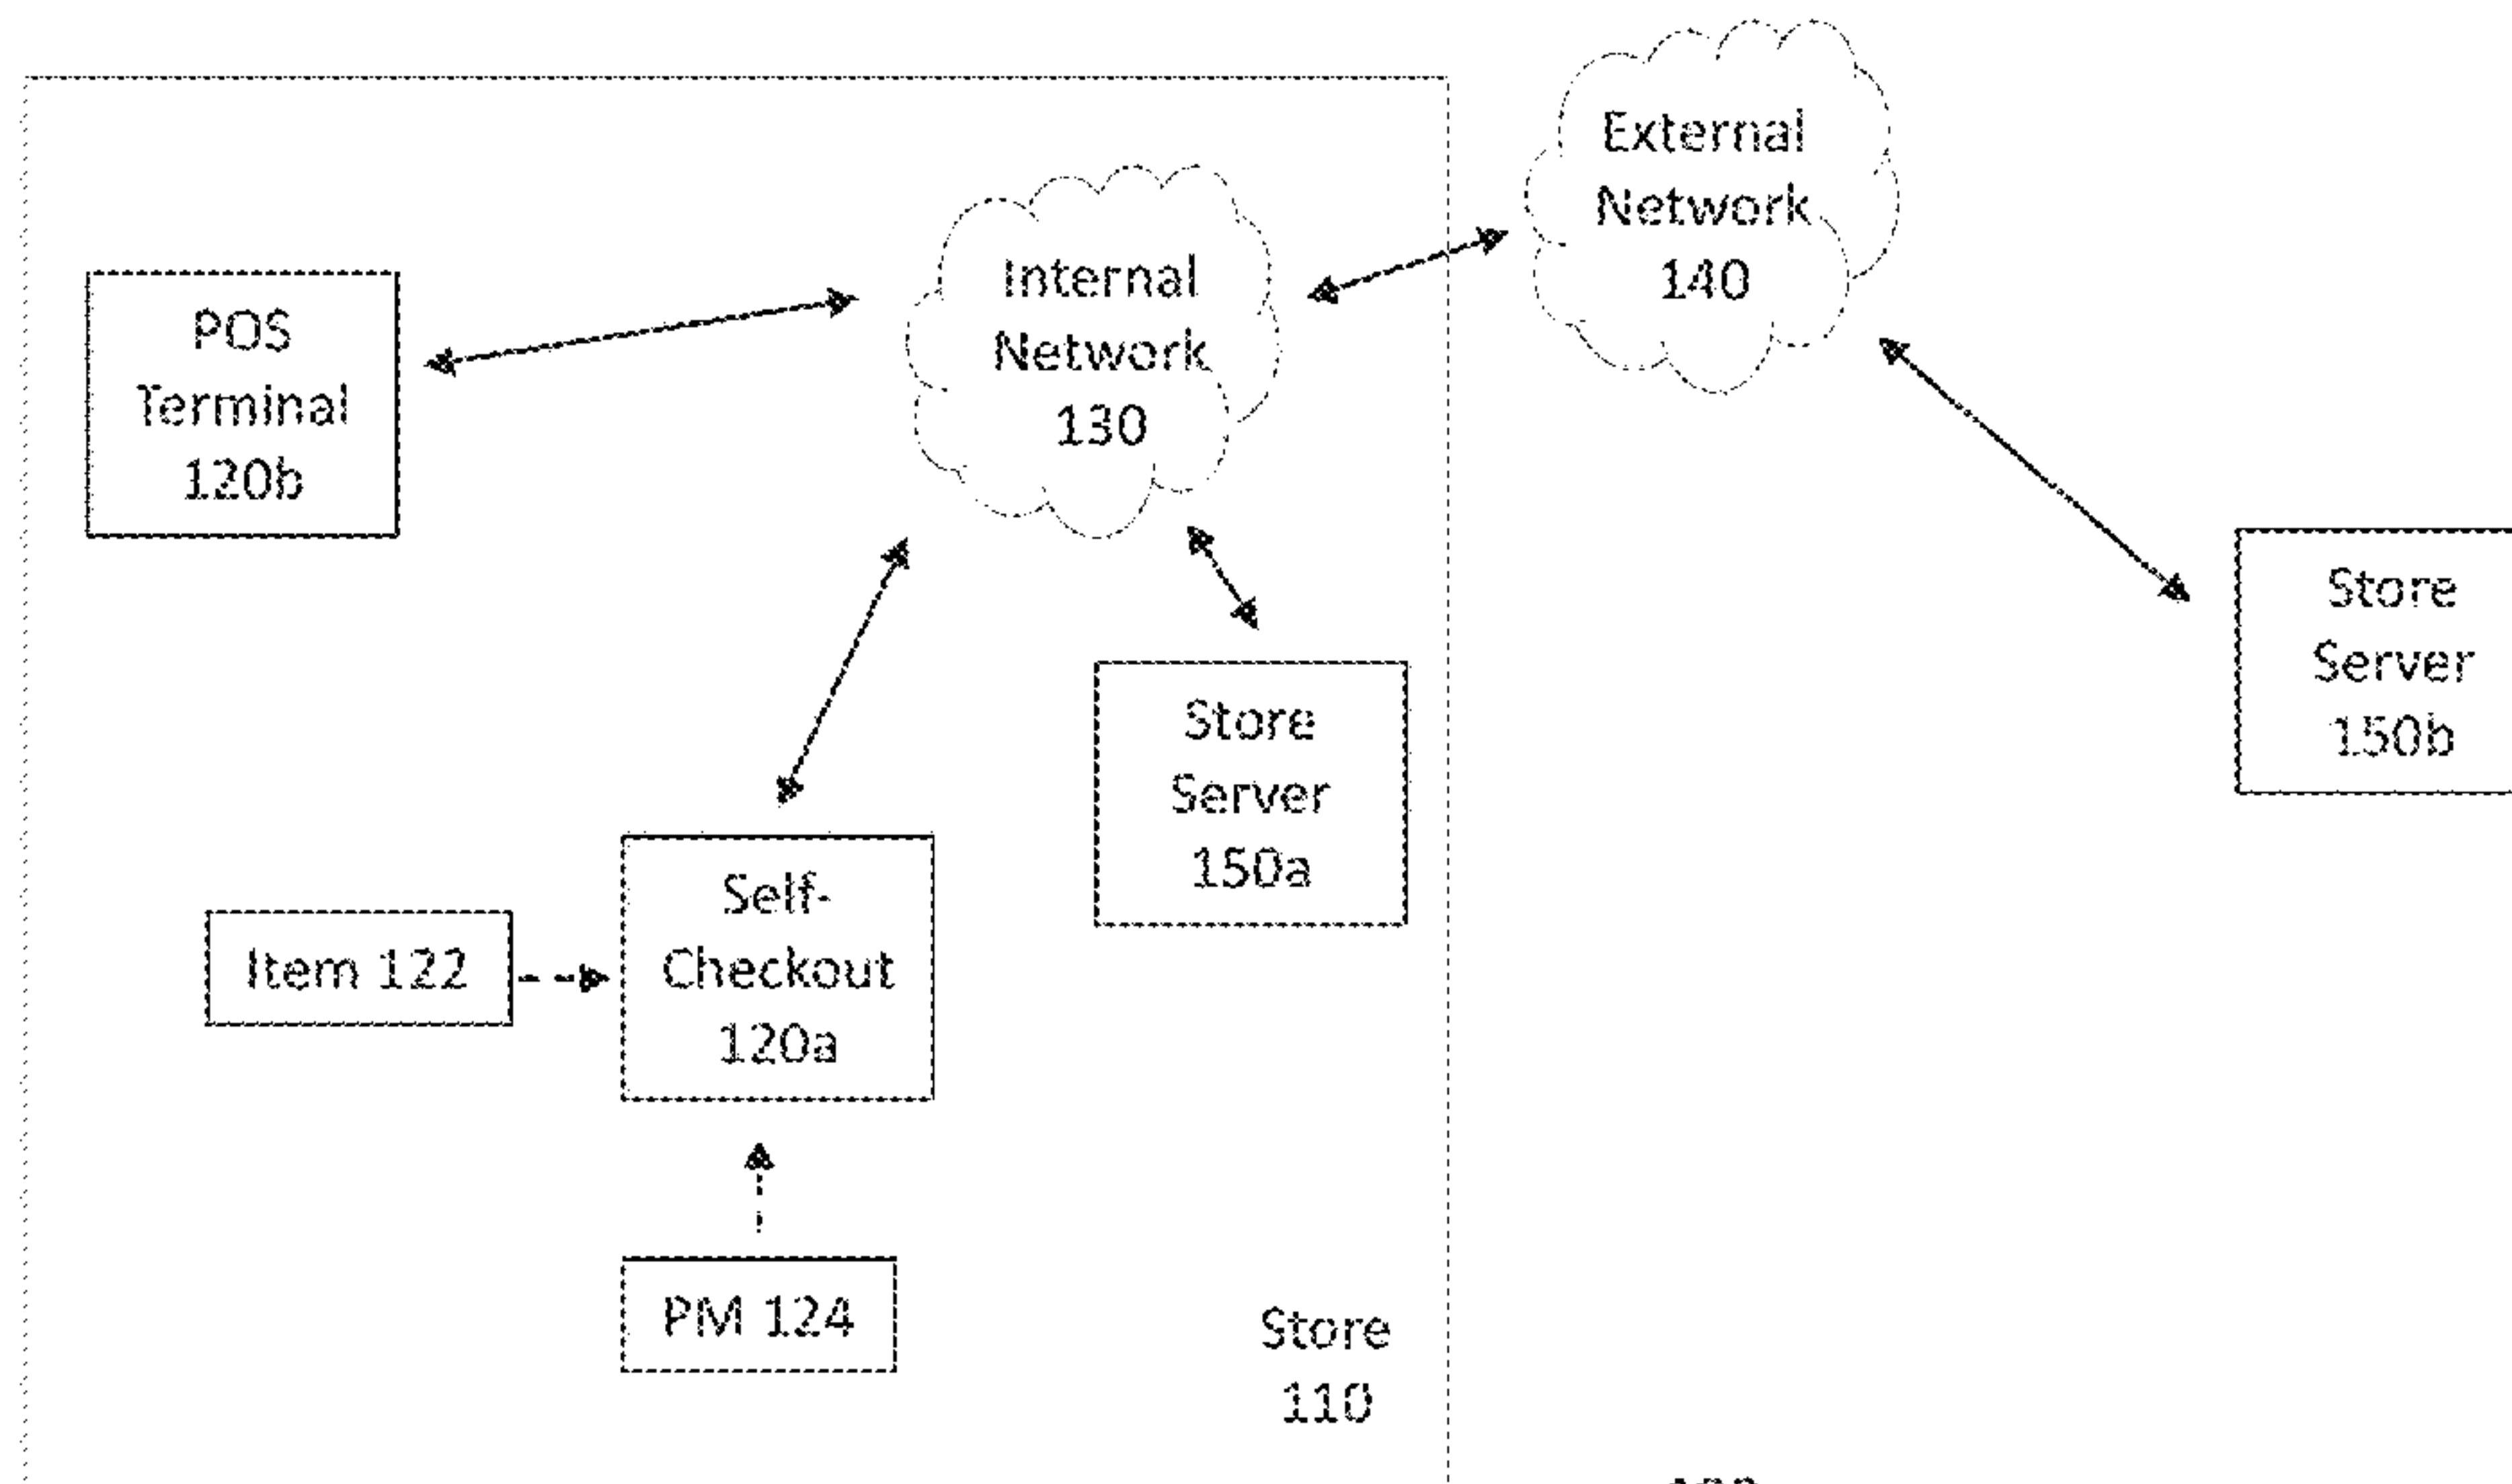 External
Network
140
Internal
Network
130
POS
Terminal
120b
Store
Server
150b
Store
Server
150a
Self-
Checkout
120a
Item 122
PM 124
Store
110